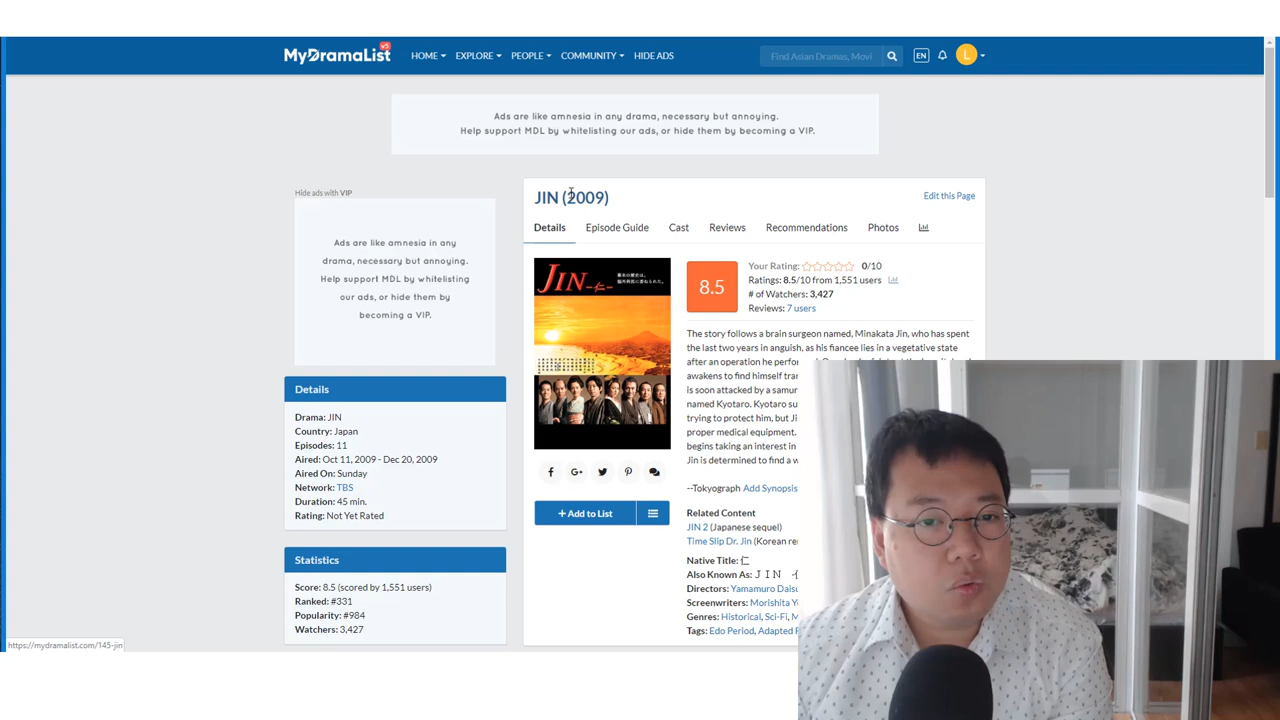 MyDramaList v5
HOME EXPLORE PEOPLE COMMUNITY HIDE ADS
Find Asian Dramas, Movi
EN
L
Ads are like amnesia in any drama, necessary but annoying.
Help support MDL by whitelisting our ads, or hide them by becoming a VIP.
Hide ads with VIP
Ads are like amnesia in any
drama, necessary but annoying.
Help support MDL by whitelisting
our ads, or hide them by
becoming a VIP.
Details
Drama: JIN
Country: Japan
Episodes: 11
Aired: Oct 11, 2009 - Dec 20, 2009
Aired On: Sunday
Network: TBS
Duration: 45 min.
Rating: Not Yet Rated
Statistics
Score: 8.5 (scored by 1,551 users)
Ranked: #331
Popularity: #984
Watchers: 3,427
JIN (2009)
Edit this Page
Details Episode Guide Cast Reviews Recommendations Photos
JIN -仁-
8.5
Your Rating: 0/10
Ratings: 8.5/10 from 1,551 users
# of Watchers: 3,427
Reviews: 7 users
The story follows a brain surgeon named, Minakata Jin, who has spent
the last two years in anguish, as his fiancee lies in a vegetative state
after an operation he perfor
awakens to find himself tra
is soon attacked by a samur
named Kyotaro. Kyotaro su
trying to protect him, but Ji
proper medical equipment.
begins taking an interest in
Jin is determined to find a w
--Tokyograph Add Synopsis
+ Add to List
Related Content
JIN 2 (Japanese sequel)
Time Slip Dr. Jin (Korean re
Native Title: 仁
Also Known As: ＪＩＮ
Directors: Yamamuro Daisu
Screenwriters: Morishita Y
Genres: Historical, Sci-Fi, M
Tags: Edo Period, Adapted F
https://mydramalist.com/145-jin